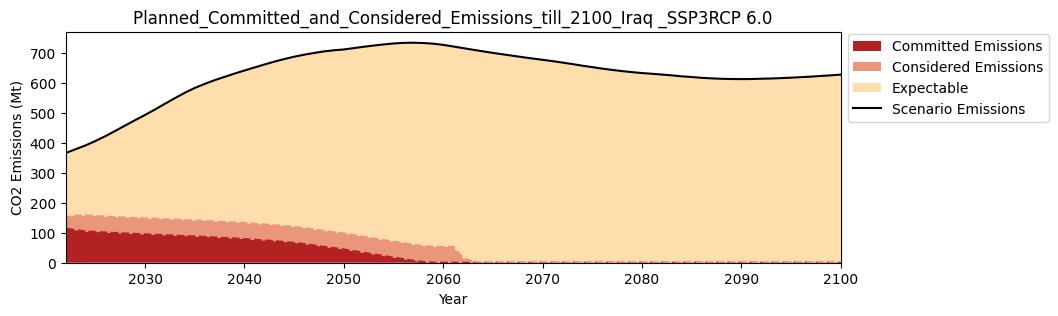 Planned_Committed_and_Considered_Emissions_till_2100_Iraq _SSP3RCP 6.0
CO2 Emissions (Mt)
700
600
500
400
300
200
100
0
2030 2040 2050 2060 2070 2080 2090 2100
Year
Committed Emissions
Considered Emissions
Expectable
Scenario Emissions